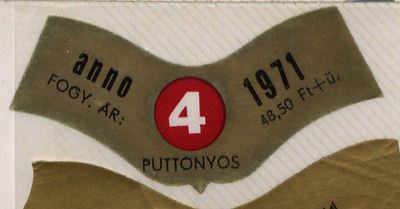 anno 1971
FOGY. ÁR: 48,50 Ft+ü.
4
PUTTONYOS